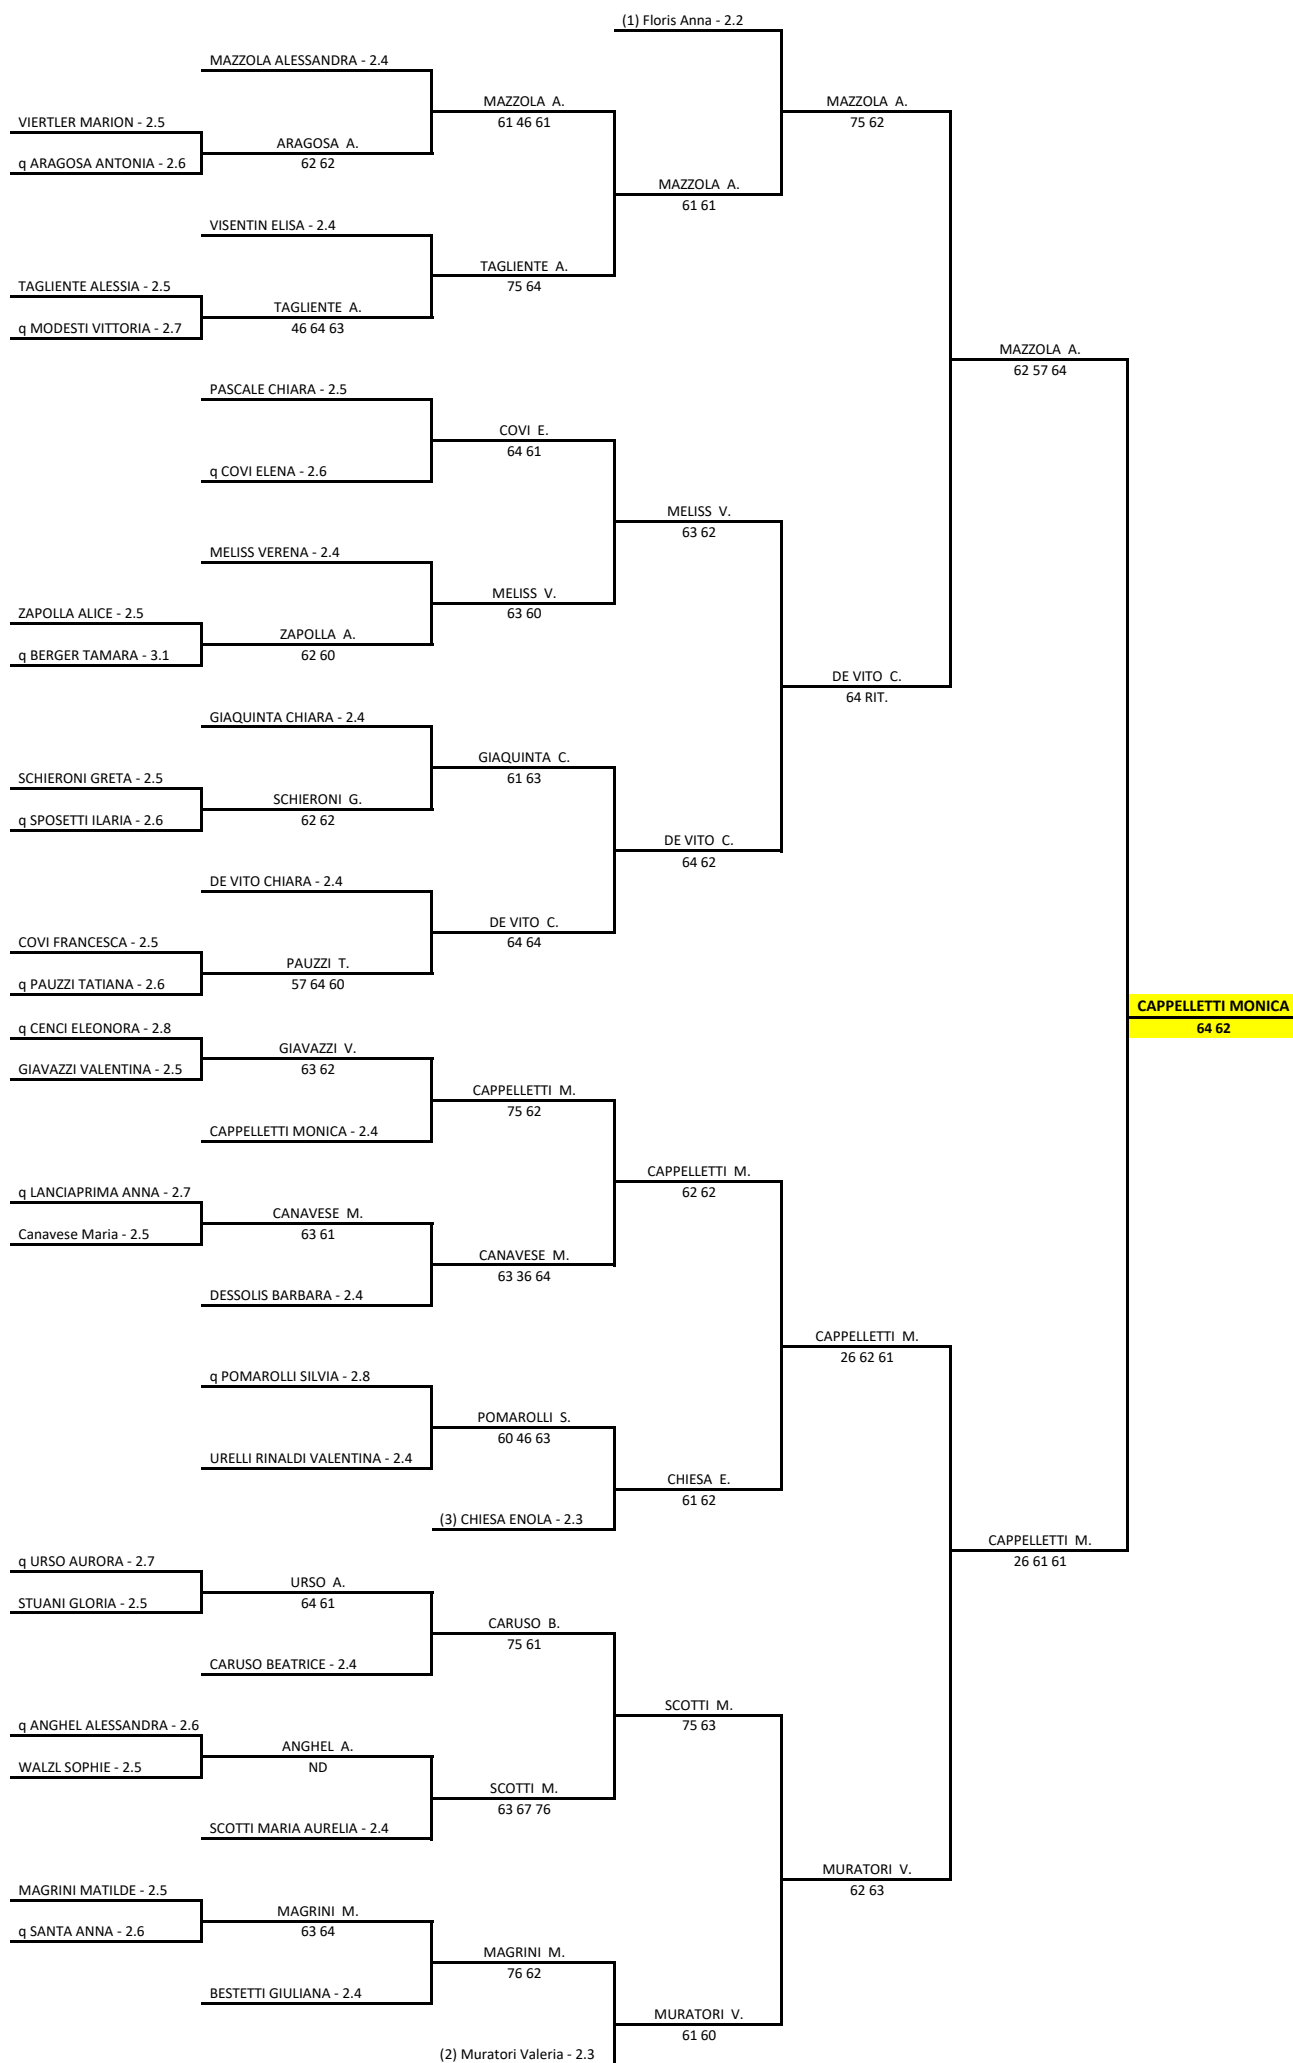 (1) Floris Anna - 2.2
MAZZOLA ALESSANDRA - 2.4
MAZZOLA A.
61 46 61
MAZZOLA A.
75 62
VIERTLER MARION - 2.5
ARAGOSA A.
62 62
q ARAGOSA ANTONIA - 2.6
MAZZOLA A.
61 61
VISENTIN ELISA - 2.4
TAGLIENTE A.
75 64
TAGLIENTE ALESSIA - 2.5
TAGLIENTE A.
46 64 63
q MODESTI VITTORIA - 2.7
MAZZOLA A.
62 57 64
PASCALE CHIARA - 2.5
COVI E.
64 61
q COVI ELENA - 2.6
MELISS V.
63 62
MELISS VERENA - 2.4
MELISS V.
63 60
ZAPOLLA ALICE - 2.5
ZAPOLLA A.
62 60
q BERGER TAMARA - 3.1
DE VITO C.
64 RIT.
GIAQUINTA CHIARA - 2.4
GIAQUINTA C.
61 63
SCHIERONI GRETA - 2.5
SCHIERONI G.
62 62
q SPOSETTI ILARIA - 2.6
DE VITO C.
64 62
DE VITO CHIARA - 2.4
DE VITO C.
64 64
COVI FRANCESCA - 2.5
PAUZZI T.
57 64 60
q PAUZZI TATIANA - 2.6
CAPPELLETTI MONICA
64 62
q CENCI ELEONORA - 2.8
GIAVAZZI V.
63 62
GIAVAZZI VALENTINA - 2.5
CAPPELLETTI M.
75 62
CAPPELLETTI MONICA - 2.4
CAPPELLETTI M.
62 62
q LANCIAPRIMA ANNA - 2.7
CANAVESE M.
63 61
Canavese Maria - 2.5
CANAVESE M.
63 36 64
DESSOLIS BARBARA - 2.4
CAPPELLETTI M.
26 62 61
q POMAROLLI SILVIA - 2.8
POMAROLLI S.
60 46 63
URELLI RINALDI VALENTINA - 2.4
CHIESA E.
61 62
(3) CHIESA ENOLA - 2.3
CAPPELLETTI M.
26 61 61
q URSO AURORA - 2.7
URSO A.
64 61
STUANI GLORIA - 2.5
CARUSO B.
75 61
CARUSO BEATRICE - 2.4
SCOTTI M.
75 63
q ANGHEL ALESSANDRA - 2.6
ANGHEL A.
ND
WALZL SOPHIE - 2.5
SCOTTI M.
63 67 76
SCOTTI MARIA AURELIA - 2.4
MURATORI V.
62 63
MAGRINI MATILDE - 2.5
MAGRINI M.
63 64
q SANTA ANNA - 2.6
MAGRINI M.
76 62
BESTETTI GIULIANA - 2.4
MURATORI V.
61 60
(2) Muratori Valeria - 2.3